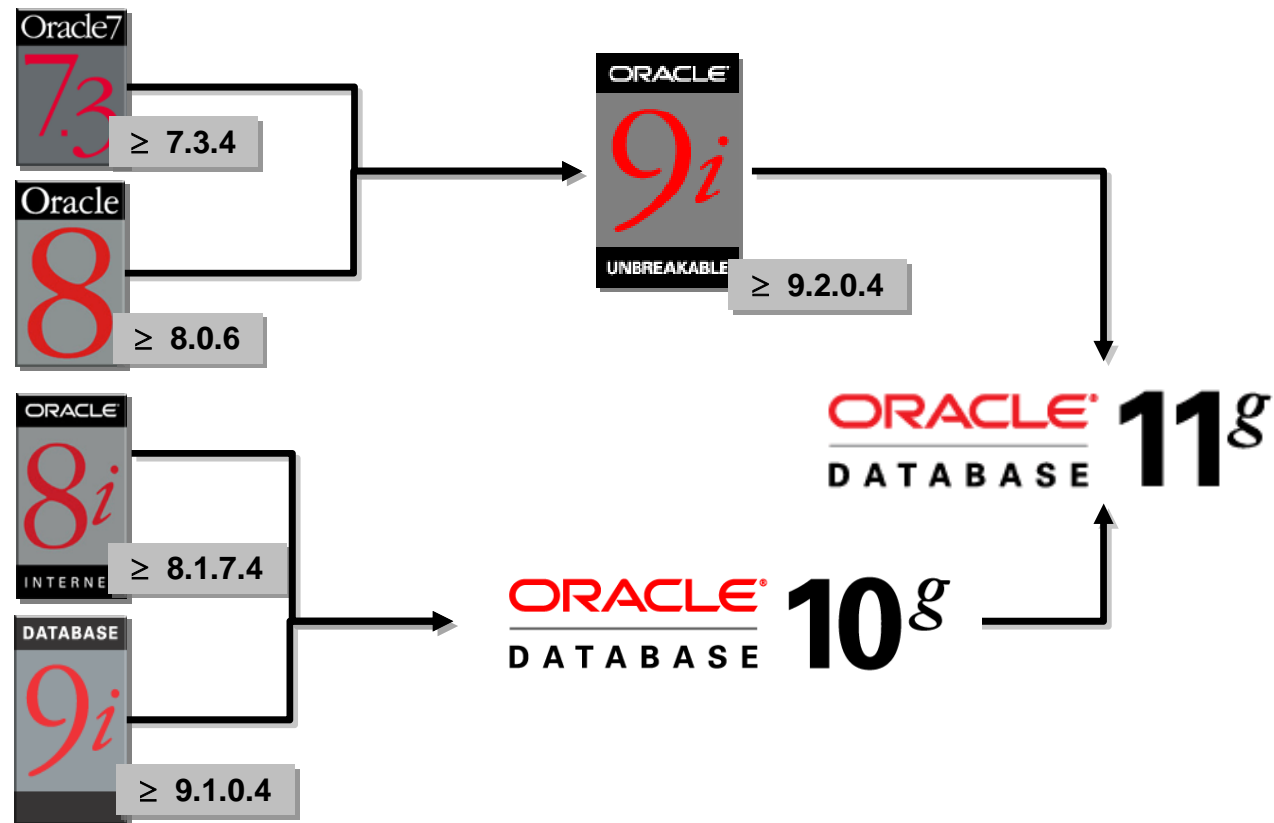 Oracle7
7.3
≥ 7.3.4
Oracle
8
≥ 8.0.6
ORACLE
9i
UNBREAKABLE
≥ 9.2.0.4
ORACLE
8i
INTERNE
≥ 8.1.7.4
DATABASE
9i
≥ 9.1.0.4
ORACLE® 10g
DATABASE
ORACLE® 11g
DATABASE